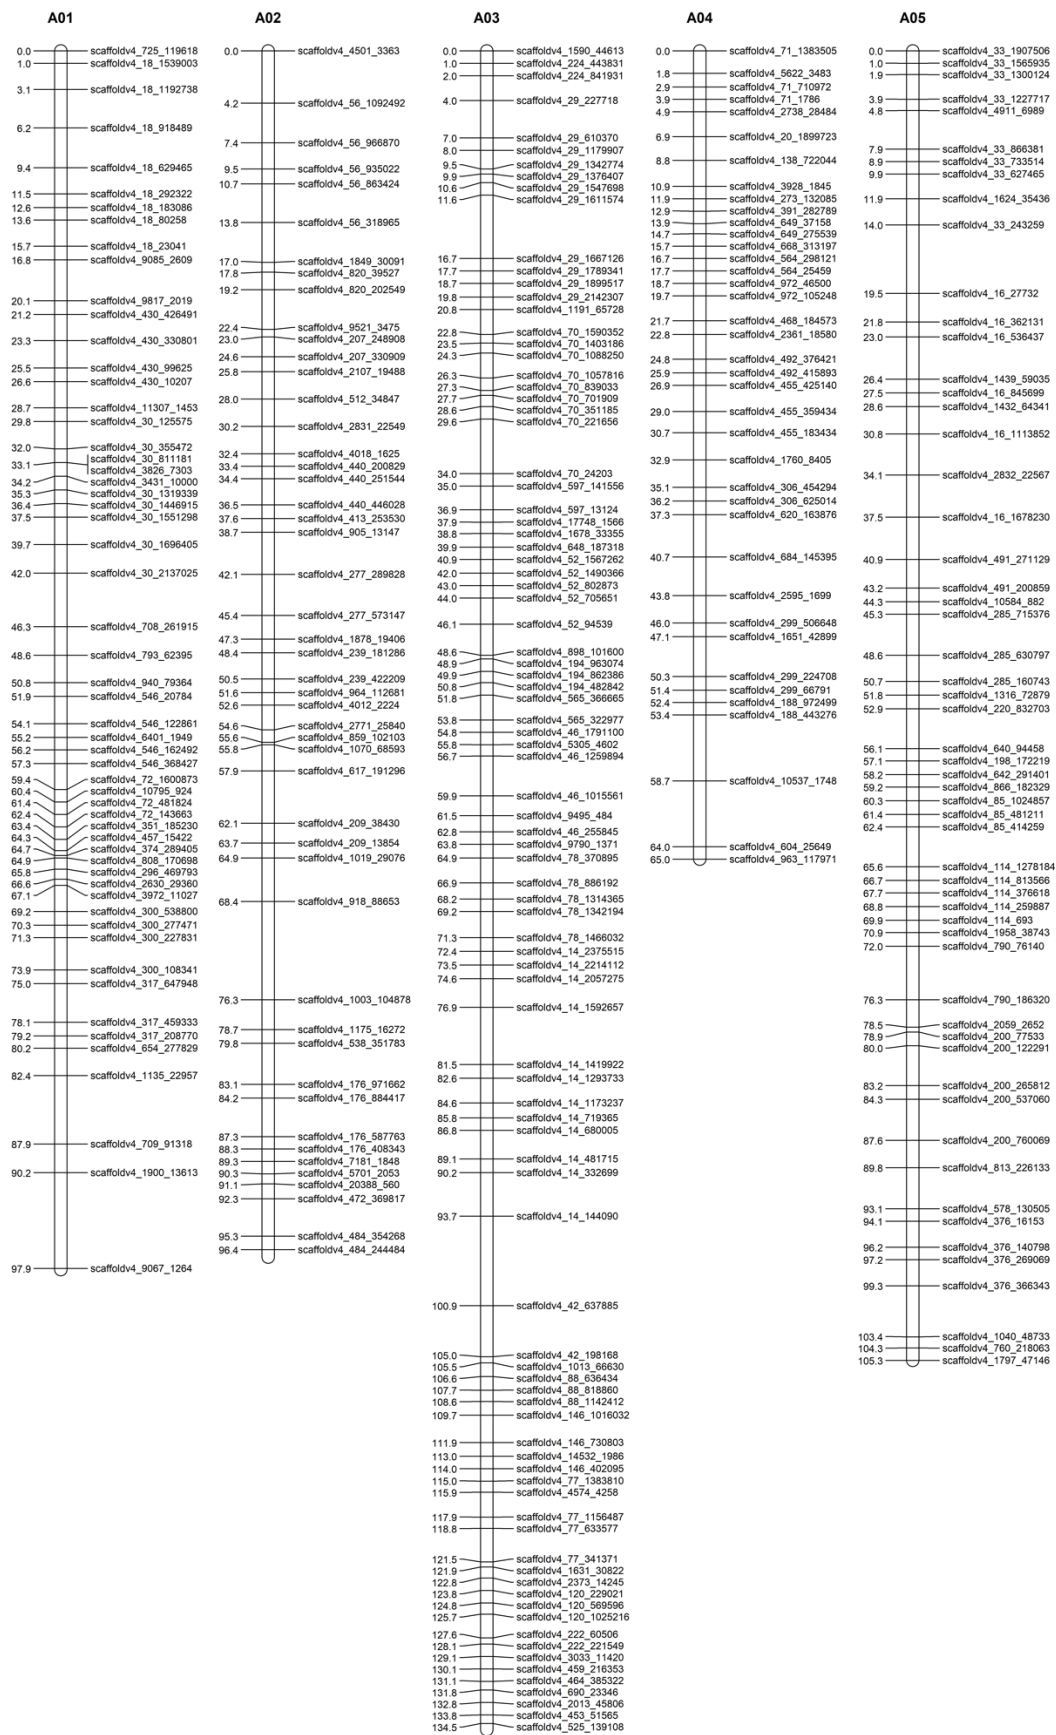 A01
0.0 scaffoldv4_725_119618
1.0 scaffoldv4_18_1539003
3.1 scaffoldv4_18_1192738
6.2 scaffoldv4_18_918489
9.4 scaffoldv4_18_629465
11.5 scaffoldv4_18_292322
12.6 scaffoldv4_18_183086
13.6 scaffoldv4_18_80258
15.7 scaffoldv4_18_23041
16.8 scaffoldv4_9085_2609
20.1 scaffoldv4_9817_2019
21.2 scaffoldv4_430_426491
23.3 scaffoldv4_430_330801
25.5 scaffoldv4_430_99625
26.6 scaffoldv4_430_10207
28.7 scaffoldv4_11307_1453
29.8 scaffoldv4_30_125575
32.0 scaffoldv4_30_355472
33.1 scaffoldv4_30_811181
scaffoldv4_3826_7303
34.2 scaffoldv4_3431_10000
35.3 scaffoldv4_30_1319339
36.4 scaffoldv4_30_1446915
37.5 scaffoldv4_30_1551298
39.7 scaffoldv4_30_1696405
42.0 scaffoldv4_30_2137025
46.3 scaffoldv4_708_261915
48.6 scaffoldv4_793_62395
50.8 scaffoldv4_940_79364
51.9 scaffoldv4_546_20784
54.1 scaffoldv4_546_122861
55.2 scaffoldv4_6401_1949
56.2 scaffoldv4_546_162492
57.3 scaffoldv4_546_368427
59.4 scaffoldv4_72_1600873
60.4 scaffoldv4_10795_924
61.4 scaffoldv4_72_481824
62.4 scaffoldv4_72_143663
63.4 scaffoldv4_351_185230
64.3 scaffoldv4_457_15422
64.7 scaffoldv4_374_289405
64.9 scaffoldv4_808_170698
65.8 scaffoldv4_296_469793
66.6 scaffoldv4_2630_29360
67.1 scaffoldv4_3972_11027
69.2 scaffoldv4_300_538800
70.3 scaffoldv4_300_277471
71.3 scaffoldv4_300_227831
73.9 scaffoldv4_300_108341
75.0 scaffoldv4_317_647948
78.1 scaffoldv4_317_459333
79.2 scaffoldv4_317_208770
80.2 scaffoldv4_654_277829
82.4 scaffoldv4_1135_22957
87.9 scaffoldv4_709_91318
90.2 scaffoldv4_1900_13613
97.9 scaffoldv4_9067_1264
A02
0.0 scaffoldv4_4501_3363
4.2 scaffoldv4_56_1092492
7.4 scaffoldv4_56_966870
9.5 scaffoldv4_56_935022
10.7 scaffoldv4_56_863424
13.8 scaffoldv4_56_318965
17.0 scaffoldv4_1849_30091
17.8 scaffoldv4_820_39527
19.2 scaffoldv4_820_202549
22.4 scaffoldv4_9521_3475
23.0 scaffoldv4_207_248908
24.6 scaffoldv4_207_330909
25.8 scaffoldv4_2107_19488
28.0 scaffoldv4_512_34847
30.2 scaffoldv4_2831_22549
32.4 scaffoldv4_4018_1625
33.4 scaffoldv4_440_200829
34.4 scaffoldv4_440_251544
36.5 scaffoldv4_440_446028
37.6 scaffoldv4_413_253530
38.7 scaffoldv4_905_13147
42.1 scaffoldv4_277_289828
45.4 scaffoldv4_277_573147
47.3 scaffoldv4_1878_19406
48.4 scaffoldv4_239_181286
50.5 scaffoldv4_239_422209
51.6 scaffoldv4_964_112681
52.6 scaffoldv4_4012_2224
54.6 scaffoldv4_2771_25840
55.6 scaffoldv4_859_102103
55.8 scaffoldv4_1070_68593
57.9 scaffoldv4_617_191296
62.1 scaffoldv4_209_38430
63.7 scaffoldv4_209_13854
64.9 scaffoldv4_1019_29076
68.4 scaffoldv4_918_88653
76.3 scaffoldv4_1003_104878
78.7 scaffoldv4_1175_16272
79.8 scaffoldv4_538_351783
83.1 scaffoldv4_176_971662
84.2 scaffoldv4_176_884417
87.3 scaffoldv4_176_587763
88.3 scaffoldv4_176_408343
89.3 scaffoldv4_7181_1848
90.3 scaffoldv4_5701_2053
91.1 scaffoldv4_20388_560
92.3 scaffoldv4_472_369817
95.3 scaffoldv4_484_354268
96.4 scaffoldv4_484_244484
A03
0.0 scaffoldv4_1590_44613
1.0 scaffoldv4_224_443831
2.0 scaffoldv4_224_841931
4.0 scaffoldv4_29_227718
7.0 scaffoldv4_29_610370
8.0 scaffoldv4_29_1179907
9.5 scaffoldv4_29_1342774
9.9 scaffoldv4_29_1376407
10.6 scaffoldv4_29_1547698
11.6 scaffoldv4_29_1611574
16.7 scaffoldv4_29_1667126
17.7 scaffoldv4_29_1789341
18.7 scaffoldv4_29_1899517
19.8 scaffoldv4_29_2142307
20.8 scaffoldv4_1191_65728
22.8 scaffoldv4_70_1590352
23.5 scaffoldv4_70_1403186
24.3 scaffoldv4_70_1088250
26.3 scaffoldv4_70_1057816
27.3 scaffoldv4_70_839033
27.7 scaffoldv4_70_701909
28.6 scaffoldv4_70_351185
29.6 scaffoldv4_70_221656
34.0 scaffoldv4_70_24203
35.0 scaffoldv4_597_141556
36.9 scaffoldv4_597_13124
37.9 scaffoldv4_17748_1566
38.8 scaffoldv4_1678_33355
39.9 scaffoldv4_648_187318
40.9 scaffoldv4_52_1567262
42.0 scaffoldv4_52_1490366
43.0 scaffoldv4_52_802873
44.0 scaffoldv4_52_705651
46.1 scaffoldv4_52_94539
48.6 scaffoldv4_898_101600
48.9 scaffoldv4_194_963074
49.9 scaffoldv4_194_862386
50.8 scaffoldv4_194_482842
51.8 scaffoldv4_565_366665
53.8 scaffoldv4_565_322977
54.8 scaffoldv4_46_1791100
55.8 scaffoldv4_5305_4602
56.7 scaffoldv4_46_1259894
59.9 scaffoldv4_46_1015561
61.5 scaffoldv4_9495_484
62.8 scaffoldv4_46_255845
63.8 scaffoldv4_9790_1371
64.9 scaffoldv4_78_370895
66.9 scaffoldv4_78_886192
68.2 scaffoldv4_78_1314365
69.2 scaffoldv4_78_1342194
71.3 scaffoldv4_78_1466032
72.4 scaffoldv4_14_2375515
73.5 scaffoldv4_14_2214112
74.6 scaffoldv4_14_2057275
76.9 scaffoldv4_14_1592657
81.5 scaffoldv4_14_1419922
82.6 scaffoldv4_14_1293733
84.6 scaffoldv4_14_1173237
85.8 scaffoldv4_14_719365
86.8 scaffoldv4_14_680005
89.1 scaffoldv4_14_481715
90.2 scaffoldv4_14_332699
93.7 scaffoldv4_14_144090
100.9 scaffoldv4_42_637885
105.0 scaffoldv4_42_198168
105.5 scaffoldv4_1013_66630
106.6 scaffoldv4_88_636434
107.7 scaffoldv4_88_818860
108.6 scaffoldv4_88_1142412
109.7 scaffoldv4_146_1016032
111.9 scaffoldv4_146_730803
113.0 scaffoldv4_14532_1986
114.0 scaffoldv4_146_402095
115.0 scaffoldv4_77_1383810
115.9 scaffoldv4_4574_4258
117.9 scaffoldv4_77_1156487
118.8 scaffoldv4_77_633577
121.5 scaffoldv4_77_341371
121.9 scaffoldv4_1631_30822
122.8 scaffoldv4_2373_14245
123.8 scaffoldv4_120_229021
124.8 scaffoldv4_120_569596
125.7 scaffoldv4_120_1025216
127.6 scaffoldv4_222_60506
128.1 scaffoldv4_222_221549
129.1 scaffoldv4_3033_11420
130.1 scaffoldv4_459_216353
131.1 scaffoldv4_464_385322
131.8 scaffoldv4_690_23346
132.8 scaffoldv4_2013_45806
133.8 scaffoldv4_453_51565
134.5 scaffoldv4_525_139108
A04
0.0 scaffoldv4_71_1383505
1.8 scaffoldv4_5622_3483
2.9 scaffoldv4_71_710972
3.9 scaffoldv4_71_1786
4.9 scaffoldv4_2738_28484
6.9 scaffoldv4_20_1899723
8.8 scaffoldv4_138_722044
10.9 scaffoldv4_3928_1845
11.9 scaffoldv4_273_132085
12.9 scaffoldv4_391_282789
13.9 scaffoldv4_649_37158
14.7 scaffoldv4_649_275539
15.7 scaffoldv4_668_313197
16.7 scaffoldv4_564_298121
17.7 scaffoldv4_564_25459
18.7 scaffoldv4_972_46500
19.7 scaffoldv4_972_105248
21.7 scaffoldv4_468_184573
22.8 scaffoldv4_2361_18580
24.8 scaffoldv4_492_376421
25.9 scaffoldv4_492_415893
26.9 scaffoldv4_455_425140
29.0 scaffoldv4_455_359434
30.7 scaffoldv4_455_183434
32.9 scaffoldv4_1760_8405
35.1 scaffoldv4_306_454294
36.2 scaffoldv4_306_625014
37.3 scaffoldv4_620_163876
40.7 scaffoldv4_684_145395
43.8 scaffoldv4_2595_1699
46.0 scaffoldv4_299_506648
47.1 scaffoldv4_1651_42899
50.3 scaffoldv4_299_224708
51.4 scaffoldv4_299_66791
52.4 scaffoldv4_188_972499
53.4 scaffoldv4_188_443276
58.7 scaffoldv4_10537_1748
64.0 scaffoldv4_604_25649
65.0 scaffoldv4_963_117971
A05
0.0 scaffoldv4_33_1907506
1.0 scaffoldv4_33_1565935
1.9 scaffoldv4_33_1300124
3.9 scaffoldv4_33_1227717
4.8 scaffoldv4_4911_6989
7.9 scaffoldv4_33_866381
8.9 scaffoldv4_33_733514
9.9 scaffoldv4_33_627465
11.9 scaffoldv4_1624_35436
14.0 scaffoldv4_33_243259
19.5 scaffoldv4_16_27732
21.8 scaffoldv4_16_362131
23.0 scaffoldv4_16_536437
26.4 scaffoldv4_1439_59035
27.5 scaffoldv4_16_845699
28.6 scaffoldv4_1432_64341
30.8 scaffoldv4_16_1113852
34.1 scaffoldv4_2832_22567
37.5 scaffoldv4_16_1678230
40.9 scaffoldv4_491_271129
43.2 scaffoldv4_491_200859
44.3 scaffoldv4_10584_882
45.3 scaffoldv4_285_715376
48.6 scaffoldv4_285_630797
50.7 scaffoldv4_285_160743
51.8 scaffoldv4_1316_72879
52.9 scaffoldv4_220_832703
56.1 scaffoldv4_640_94458
57.1 scaffoldv4_198_172219
58.2 scaffoldv4_642_291401
59.2 scaffoldv4_866_182329
60.3 scaffoldv4_85_1024857
61.4 scaffoldv4_85_481211
62.4 scaffoldv4_85_414259
65.6 scaffoldv4_114_1278184
66.7 scaffoldv4_114_813566
67.7 scaffoldv4_114_376618
68.8 scaffoldv4_114_259887
69.9 scaffoldv4_114_693
70.9 scaffoldv4_1958_38743
72.0 scaffoldv4_790_76140
76.3 scaffoldv4_790_186320
78.5 scaffoldv4_2059_2652
78.9 scaffoldv4_200_77533
80.0 scaffoldv4_200_122291
83.2 scaffoldv4_200_265812
84.3 scaffoldv4_200_537060
87.6 scaffoldv4_200_760069
89.8 scaffoldv4_813_226133
93.1 scaffoldv4_578_130505
94.1 scaffoldv4_376_16153
96.2 scaffoldv4_376_140798
97.2 scaffoldv4_376_269069
99.3 scaffoldv4_376_366343
103.4 scaffoldv4_1040_48733
104.3 scaffoldv4_760_218063
105.3 scaffoldv4_1797_47146